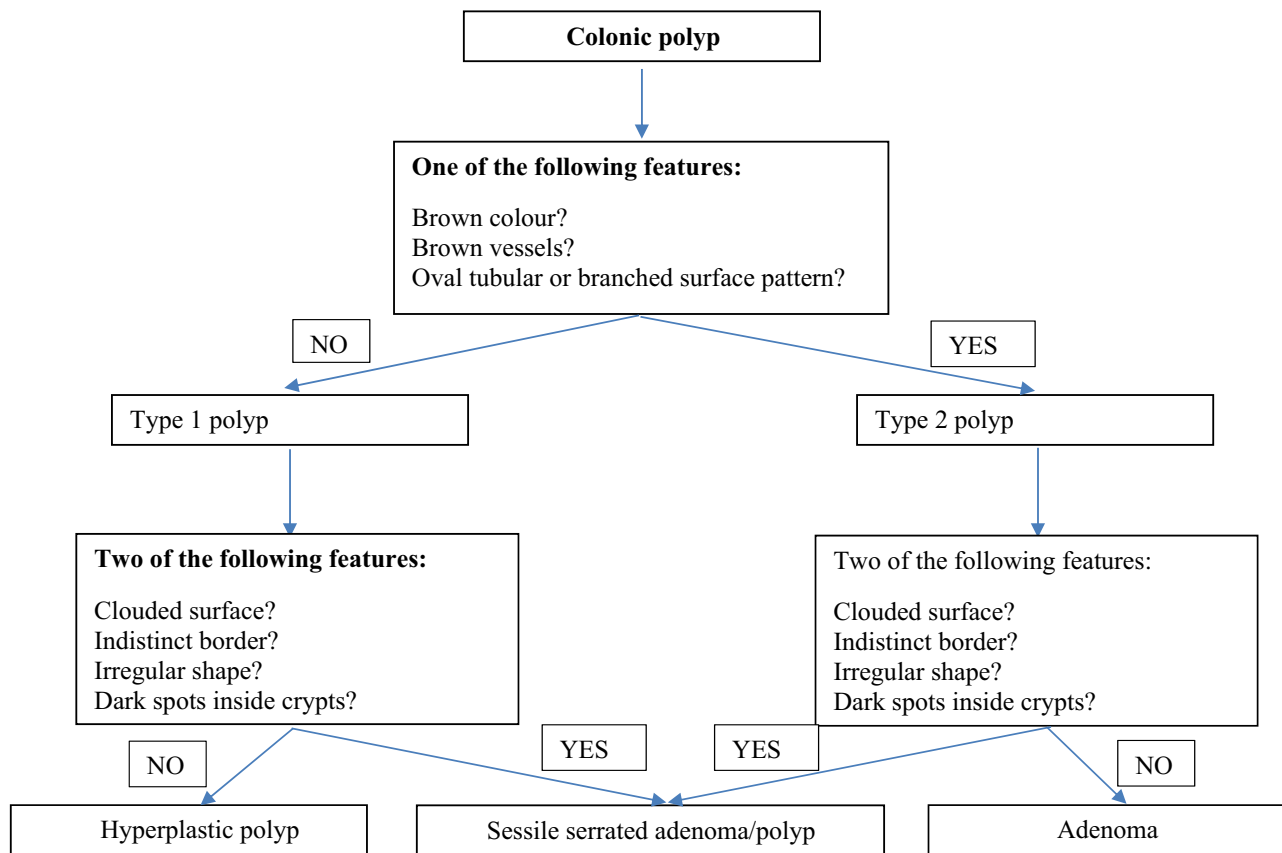 Colonic polyp
One of the following features:
Brown colour?
Brown vessels?
Oval tubular or branched surface pattern?
NO
YES
Type 1 polyp
Type 2 polyp
Two of the following features:
Clouded surface?
Indistinct border?
Irregular shape?
Dark spots inside crypts?
Two of the following features:
Clouded surface?
Indistinct border?
Irregular shape?
Dark spots inside crypts?
NO
YES
YES
NO
Hyperplastic polyp
Sessile serrated adenoma/polyp
Adenoma